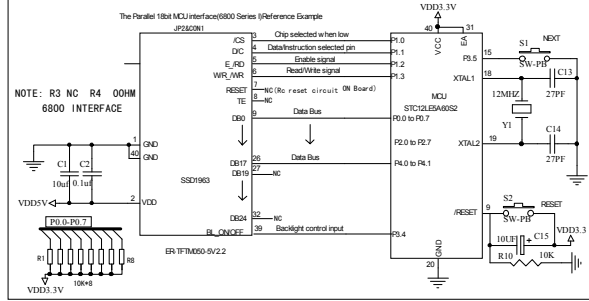 VDD3.3V
The Parallel 18bit MCU interface(6800 Series I)Reference Example
JP2&CON1
/CS 3 Chip selected when low P1.0
D/C 4 Data/Instruction selected pin P1.1
E_/RD 5 Enable signal P1.2
W/R_/WR 6 Read/Write signal P1.3
RESET 7 NC(Rc reset circuit ON Board)
TE 8 NC
DB0 9 Data Bus P0.0 to P0.7
P2.0 to P2.7
DB17 26 Data Bus P4.0 to P4.1
DB19 27 NC
DB24 32 NC
BL_ON/OFF 39 Backlight control input P3.4
SSD1963
ER-TFTM050-5V2.2
NOTE: R3 NC R4 0OHM
6800 INTERFACE
1 GND
40 GND
C1 C2
10uf 0.1uf
VDD5V 2 VDD
P0.0-P0.7
R1 R8
10K*8
VDD3.3V
40 31
VCC EA
MCU
STC12LE5A60S2
P3.5 15
XTAL1 18
XTAL2 19
/RESET 9
GND
20
S1 NEXT
SW-PB
C13
27PF
12MHZ
Y1
C14
27PF
S2 RESET
SW-PB
10UF + C15 VDD3.3
R10 10K